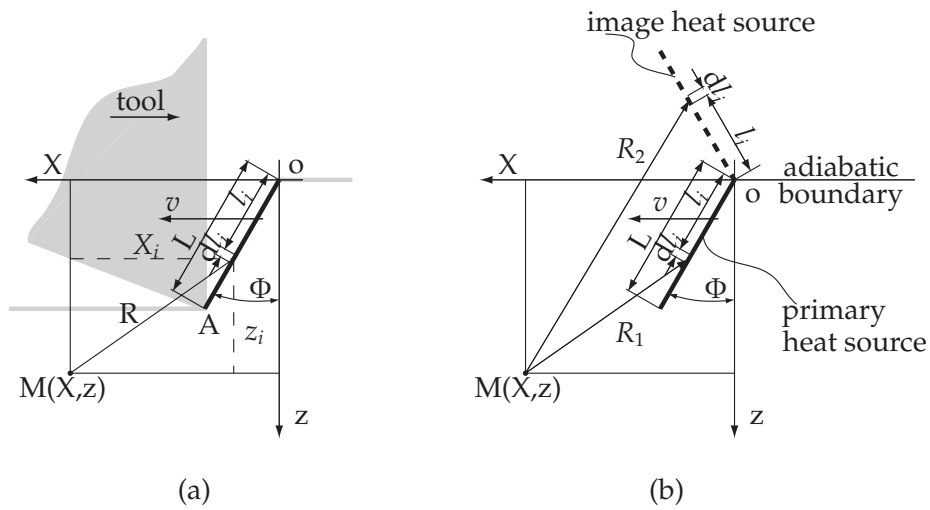 tool
X
o
v
l_i
L
dl_i
X_i
Φ
R
A
z_i
M(X,z)
z
(a)
image heat source
dl_i
l_i
R_2
X
adiabatic
boundary
o
v
l_i
L
dl_i
Φ
R_1
primary
heat source
M(X,z)
z
(b)